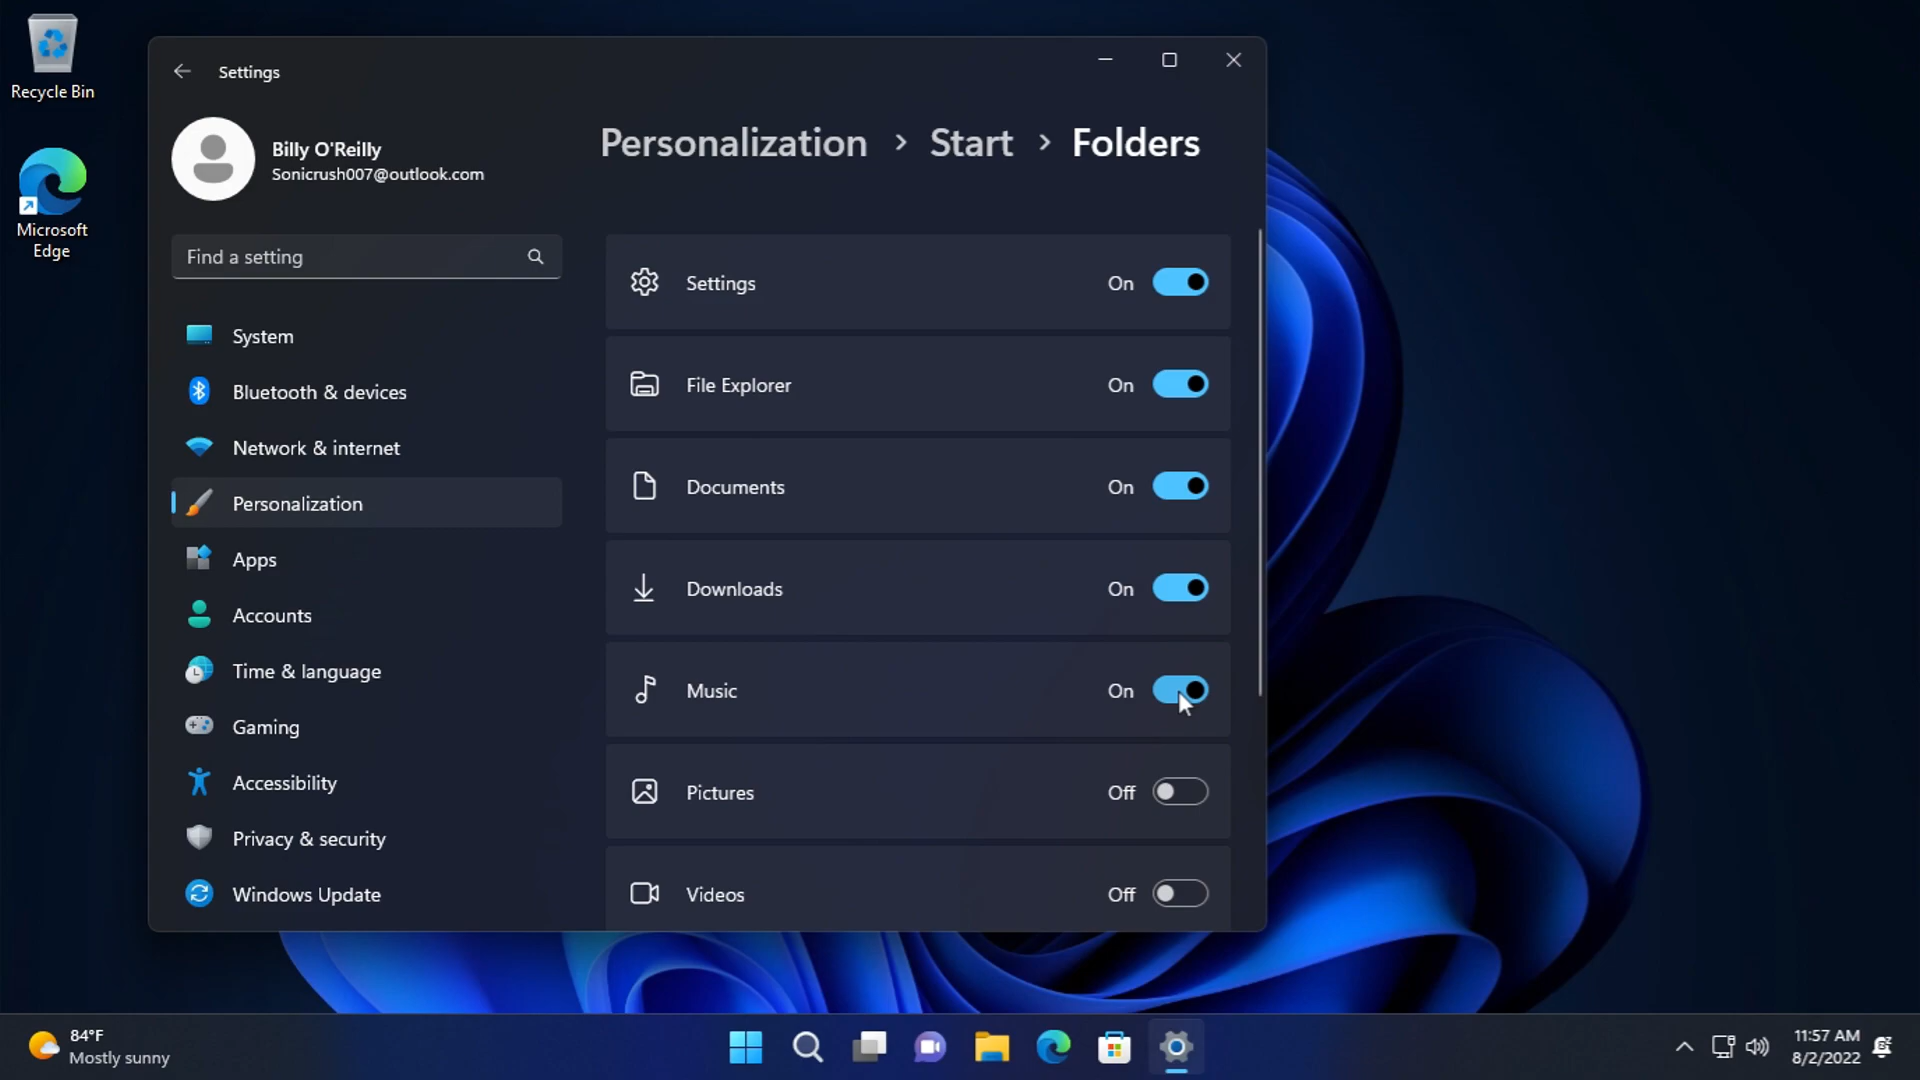 Recycle Bin
Microsoft
Edge
Settings
Billy O'Reilly
Sonicrush007@outlook.com
Find a setting
System
Bluetooth & devices
Network & internet
Personalization
Apps
Accounts
Time & language
Gaming
Accessibility
Privacy & security
Windows Update
Personalization > Start > Folders
Settings On
File Explorer On
Documents On
Downloads On
Music On
Pictures Off
Videos Off
84°F
Mostly sunny
11:57 AM
8/2/2022